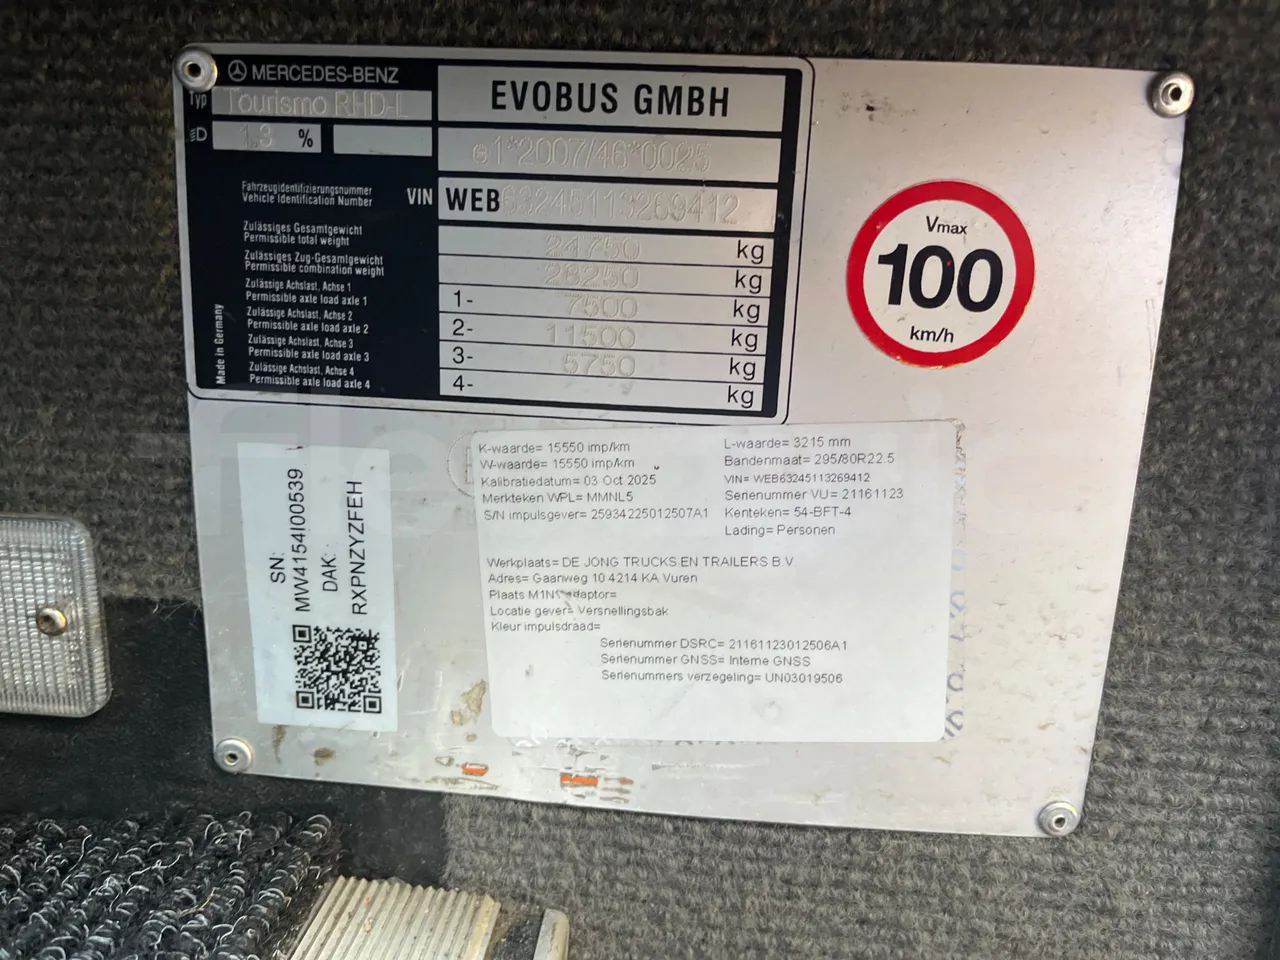 MERCEDES-BENZ
EVOBUS GMBH
Typ Tourismo RHD-L
1,3 %
e1*2007/46*0025
Fahrzeugidentifizierungsnummer
Vehicle Identification Number
VIN WEB63245113269412
Zulässiges Gesamtgewicht
Permissible total weight
24750 kg
Zulässiges Zug-Gesamtgewicht
Permissible combination weight
28250 kg
Zulässige Achslast, Achse 1
Permissible axle load axle 1
1- 7500 kg
Zulässige Achslast, Achse 2
Permissible axle load axle 2
2- 11500 kg
Zulässige Achslast, Achse 3
Permissible axle load axle 3
3- 5750 kg
Zulässige Achslast, Achse 4
Permissible axle load axle 4
4- kg
Made in Germany
Vmax
100
km/h
SN:
MW4154I00539
DAK:
RXPNZYZFEH
K-waarde= 15550 imp/km
W-waarde= 15550 imp/km
Kalibratiedatum= 03 Oct 2025
Merkteken WPL= MMNL5
S/N impulsgever= 25934225012507A1
L-waarde= 3215 mm
Bandenmaat= 295/80R22.5
VIN= WEB63245113269412
Serienummer VU= 21161123
Kenteken= 54-BFT-4
Lading= Personen
Werkplaats= DE JONG TRUCKS EN TRAILERS B.V.
Adres= Gaanweg 10 4214 KA Vuren
Plaats M1N1 adaptor=
Locatie gever= Versnellingsbak
Kleur impulsdraad=
Serienummer DSRC= 21161123012506A1
Serienummer GNSS= Interne GNSS
Serienummers verzegeling= UN03019506